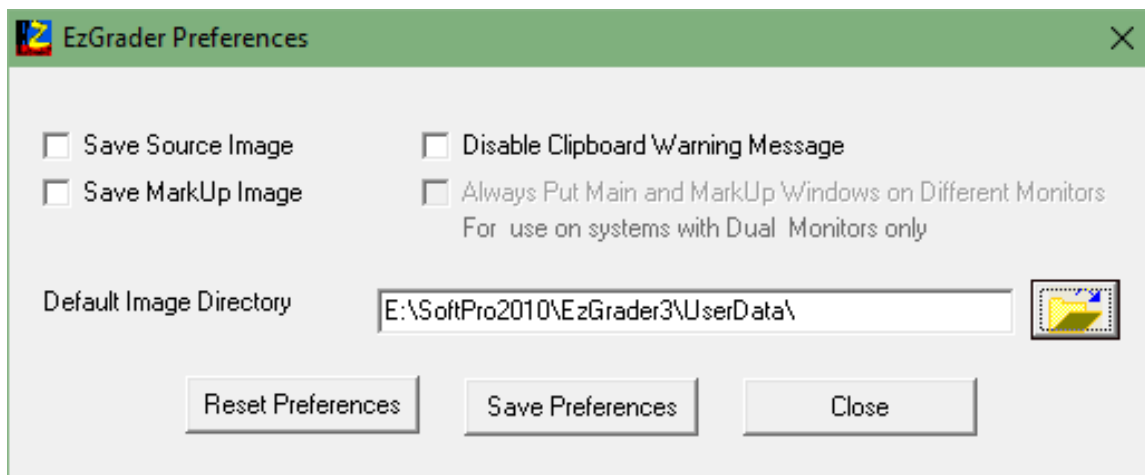 EzGrader Preferences
Save Source Image
Disable Clipboard Warning Message
Save MarkUp Image
Always Put Main and MarkUp Windows on Different Monitors
For use on systems with Dual Monitors only
Default Image Directory
E:\SoftPro2010\EzGrader3\UserData\
Reset Preferences
Save Preferences
Close